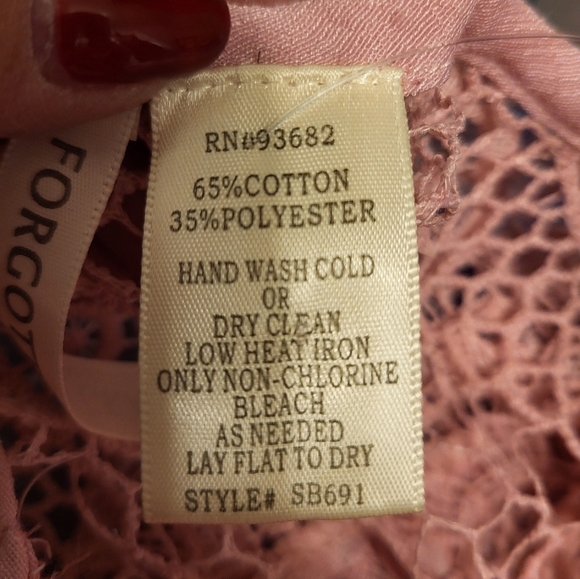 RN#93682
65%COTTON
35%POLYESTER
HAND WASH COLD
OR
DRY CLEAN
LOW HEAT IRON
ONLY NON-CHLORINE
BLEACH
AS NEEDED
LAY FLAT TO DRY
STYLE# SB691